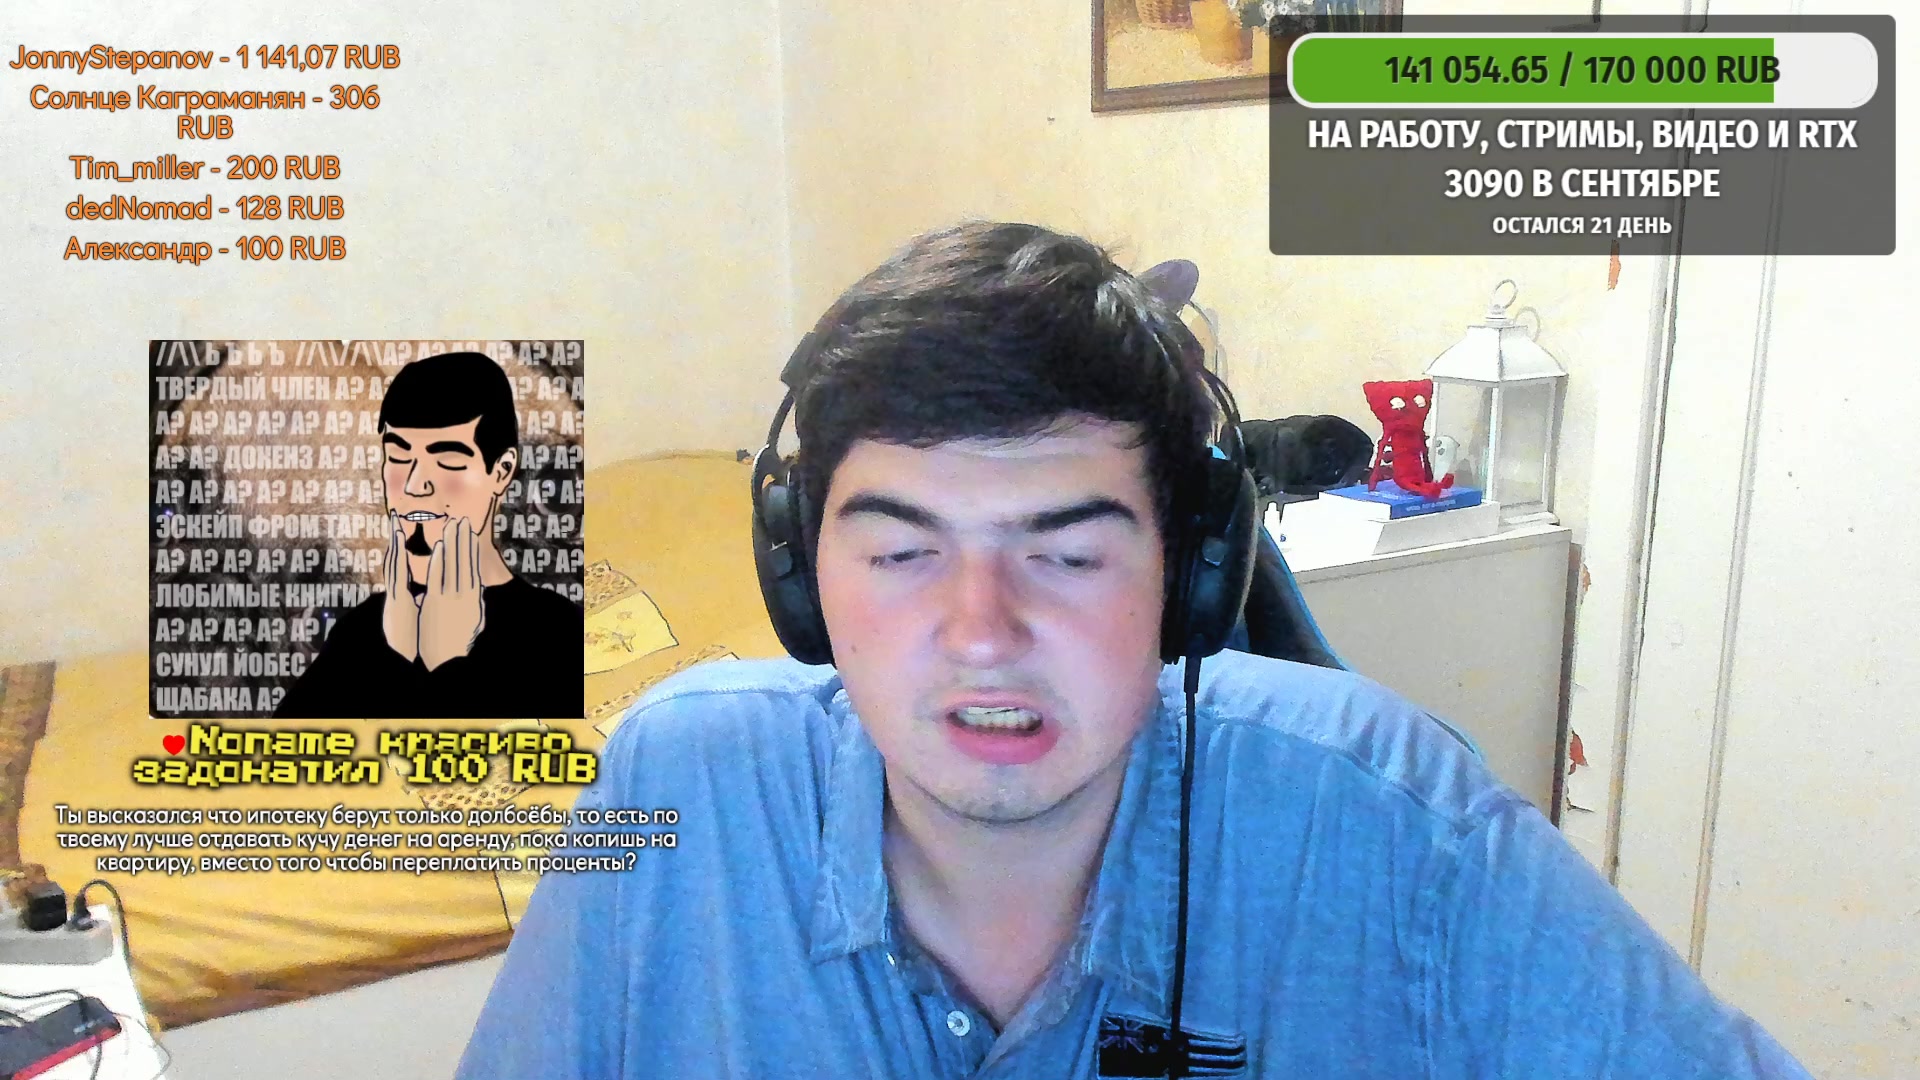 JonnyStepanov - 1 141,07 RUB
Солнце Каграманян - 306
RUB
Tim_miller - 200 RUB
dedNomad - 128 RUB
Александр - 100 RUB
141 054.65 / 170 000 RUB
НА РАБОТУ, СТРИМЫ, ВИДЕО И RTX
3090 В СЕНТЯБРЕ
ОСТАЛСЯ 21 ДЕНЬ
//\\ Ь Ъ Ь Ъ //\\//\\ А? А? А? А? А? А?
ТВЕРДЫЙ ЧЛЕН А? А? А? А? А
А? А? А? А? А? А? А? А? А?
А? А? ДОКЕНЗ А? А? А? А?
А? А? А? А? А? А? А? А? А? А?
ЭСКЕЙП ФРОМ ТАРКО ? А? А?
А? А? А? А? А? А?А? А? А? А?
ЛЮБИМЫЕ КНИГИ А?
А? А? А? А? А?
СУНУЛ ЙОБЕС
ЩАБАКА А?
Noname красиво
задонатил 100 RUB
Ты высказался что ипотеку берут только долбоёбы, то есть по
твоему лучше отдавать кучу денег на аренду, пока копишь на
квартиру, вместо того чтобы переплатить проценты?